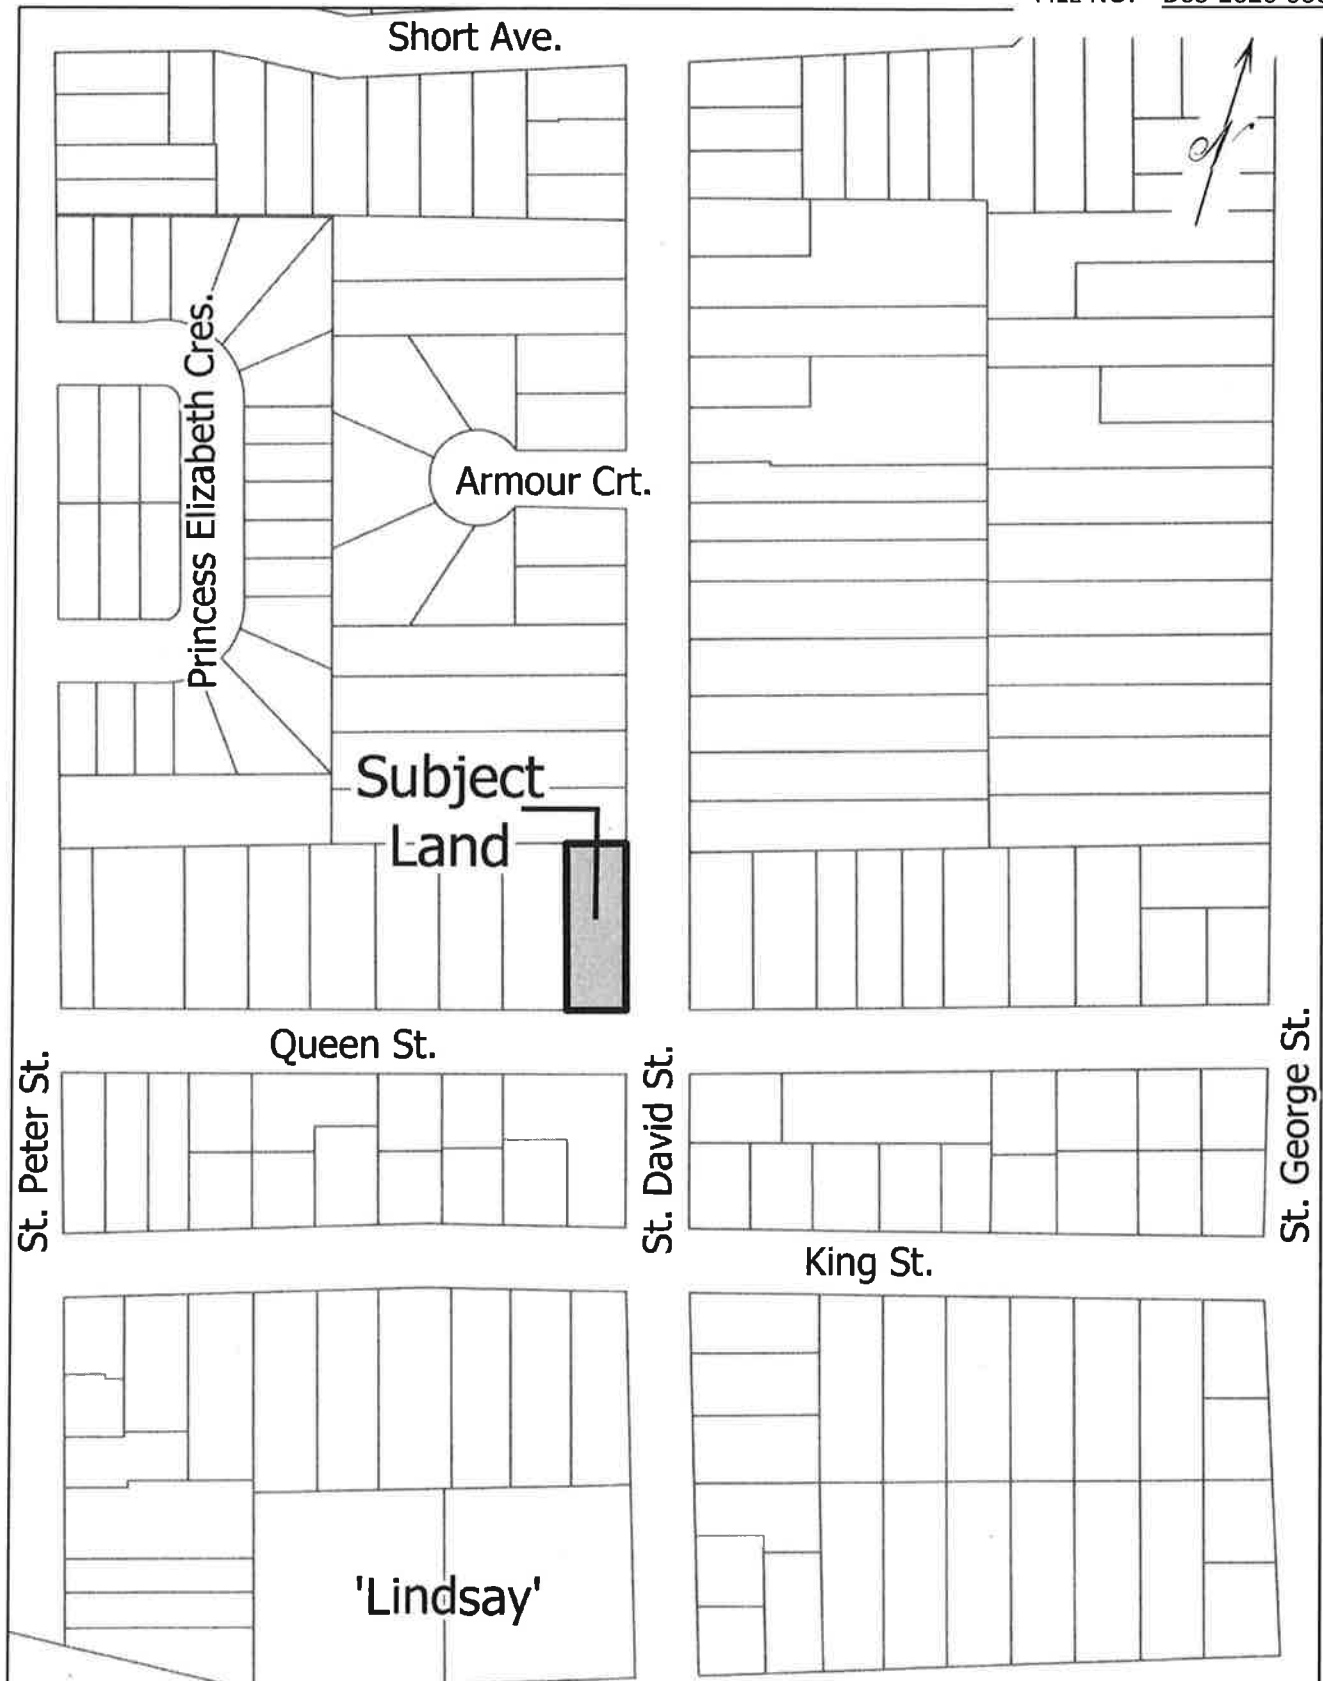 Short Ave.
Princess Elizabeth Cres.
Armour Crt.
Subject
Land
Queen St.
St. Peter St.
St. David St.
St. George St.
King St.
'Lindsay'